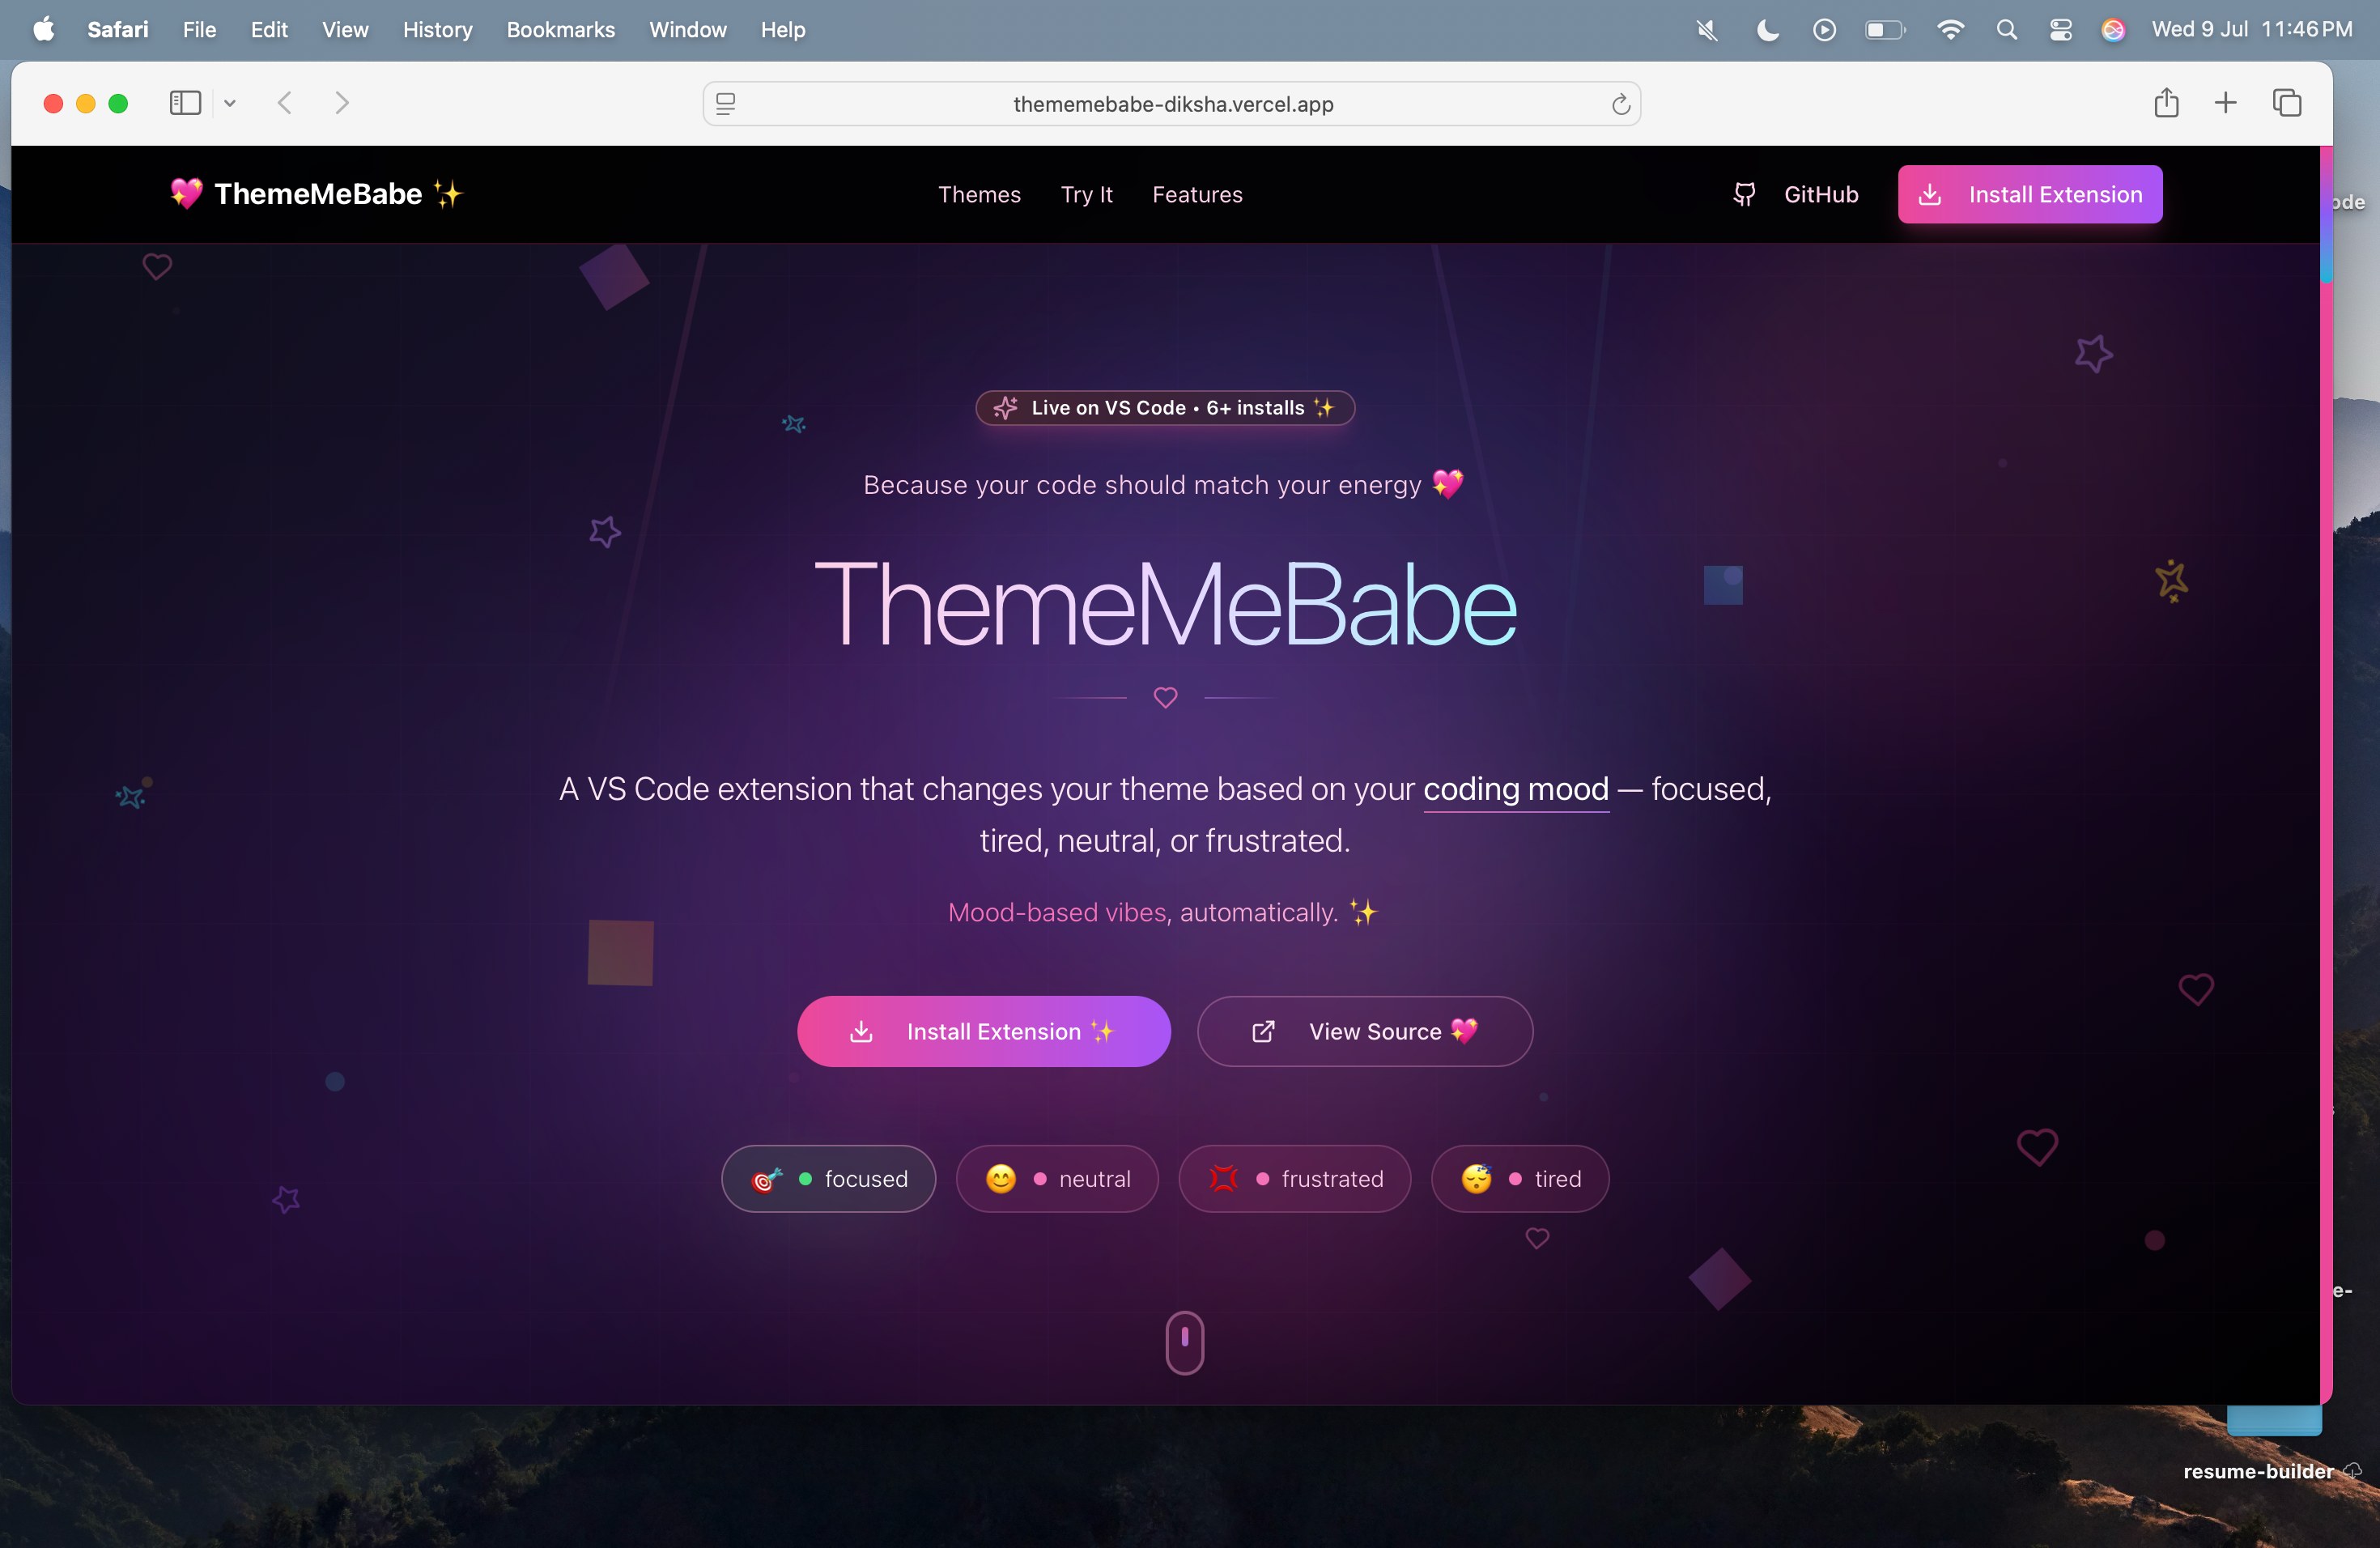 Safari File Edit View History Bookmarks Window Help Wed 9 Jul 11:46 PM
thememebabe-diksha.vercel.app
💖 ThemeMeBabe ✨ Themes Try It Features GitHub Install Extension
Live on VS Code • 6+ installs ✨
Because your code should match your energy 💖
ThemeMeBabe
A VS Code extension that changes your theme based on your coding mood — focused,
tired, neutral, or frustrated.
Mood-based vibes, automatically. ✨
Install Extension ✨ View Source 💖
🎯 focused 😊 neutral 💢 frustrated 😴 tired
resume-builder